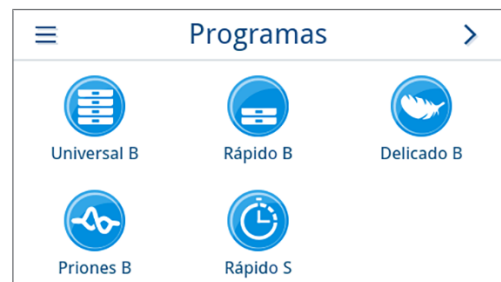 Programas
Universal B
Rápido B
Delicado B
Priones B
Rápido S